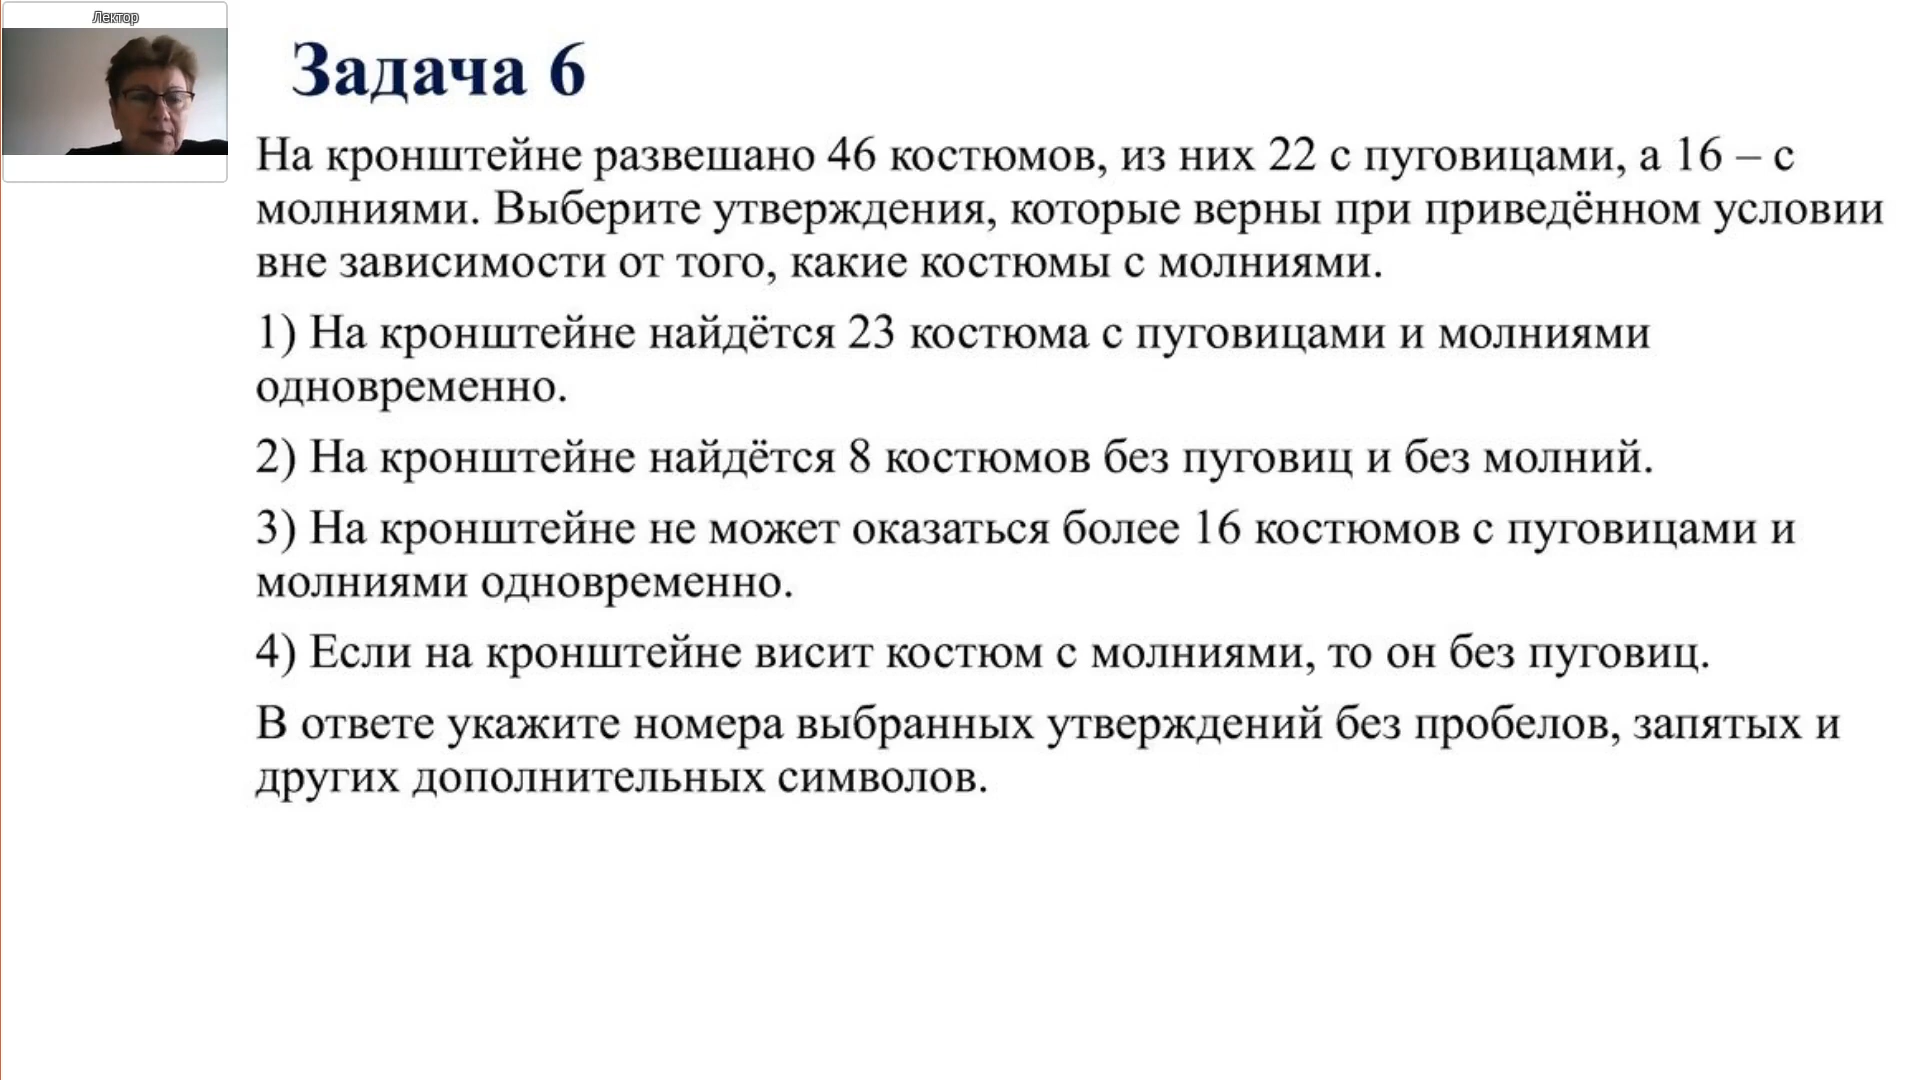 Лектор
Задача 6
На кронштейне развешано 46 костюмов, из них 22 с пуговицами, а 16 – с
молниями. Выберите утверждения, которые верны при приведённом условии
вне зависимости от того, какие костюмы с молниями.
1) На кронштейне найдётся 23 костюма с пуговицами и молниями
одновременно.
2) На кронштейне найдётся 8 костюмов без пуговиц и без молний.
3) На кронштейне не может оказаться более 16 костюмов с пуговицами и
молниями одновременно.
4) Если на кронштейне висит костюм с молниями, то он без пуговиц.
В ответе укажите номера выбранных утверждений без пробелов, запятых и
других дополнительных символов.